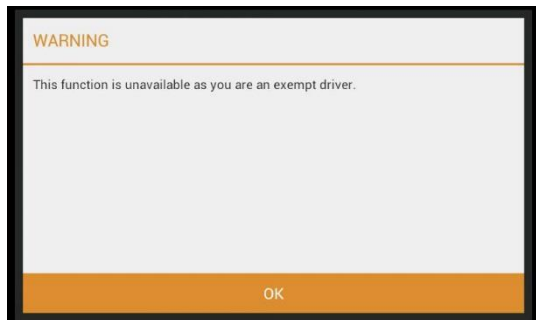 WARNING
This function is unavailable as you are an exempt driver.
OK